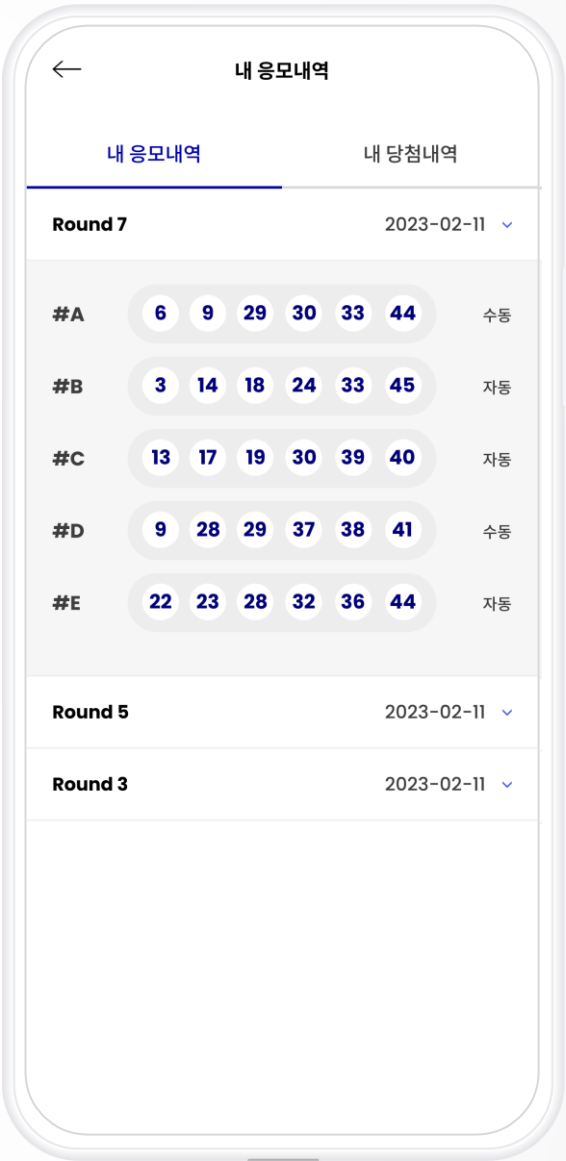 내 응모내역
내 응모내역 내 당첨내역
Round 7 2023-02-11
#A 6 9 29 30 33 44 수동
#B 3 14 18 24 33 45 자동
#C 13 17 19 30 39 40 자동
#D 9 28 29 37 38 41 수동
#E 22 23 28 32 36 44 자동
Round 5 2023-02-11
Round 3 2023-02-11